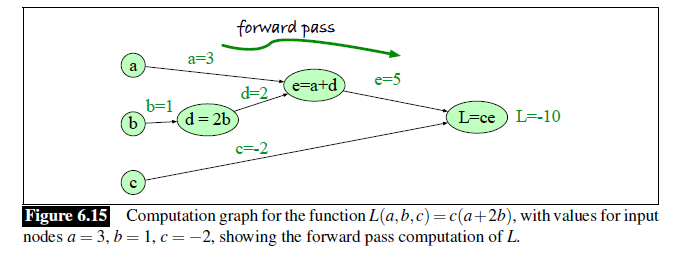 forward pass
a
a=3
b
b=1
d = 2b
d=2
e=a+d
e=5
c
c=-2
L=ce
L=-10
Figure 6.15 Computation graph for the function L(a,b,c) = c(a+2b), with values for input
nodes a = 3, b = 1, c = −2, showing the forward pass computation of L.